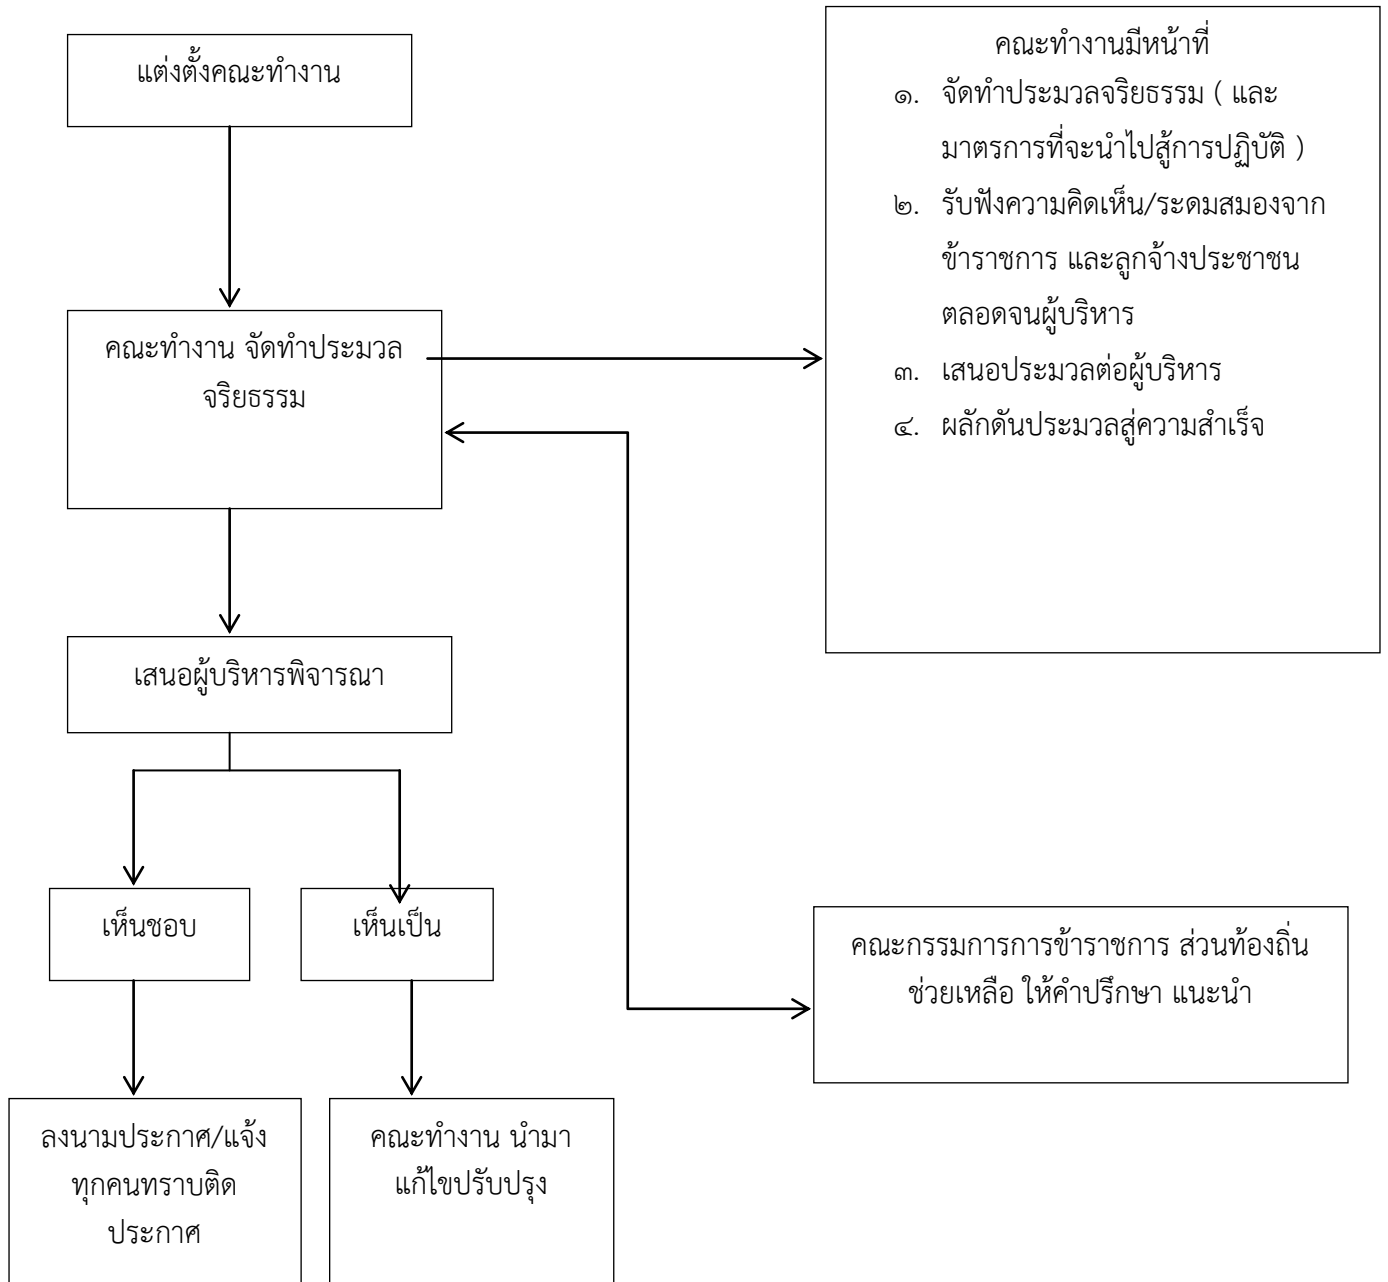 แต่งตั้งคณะทำงาน
คณะทำงานมีหน้าที่
๑. จัดทำประมวลจริยธรรม ( และ
มาตรการที่จะนำไปสู้การปฏิบัติ )
๒. รับฟังความคิดเห็น/ระดมสมองจาก
ข้าราชการ และลูกจ้างประชาชน
ตลอดจนผู้บริหาร
๓. เสนอประมวลต่อผู้บริหาร
๔. ผลักดันประมวลสู่ความสำเร็จ
คณะทำงาน จัดทำประมวล
จริยธรรม
เสนอผู้บริหารพิจารณา
เห็นชอบ
เห็นเป็น
คณะกรรมการการข้าราชการ ส่วนท้องถิ่น
ช่วยเหลือ ให้คำปรึกษา แนะนำ
ลงนามประกาศ/แจ้ง
ทุกคนทราบติด
ประกาศ
คณะทำงาน นำมา
แก้ไขปรับปรุง